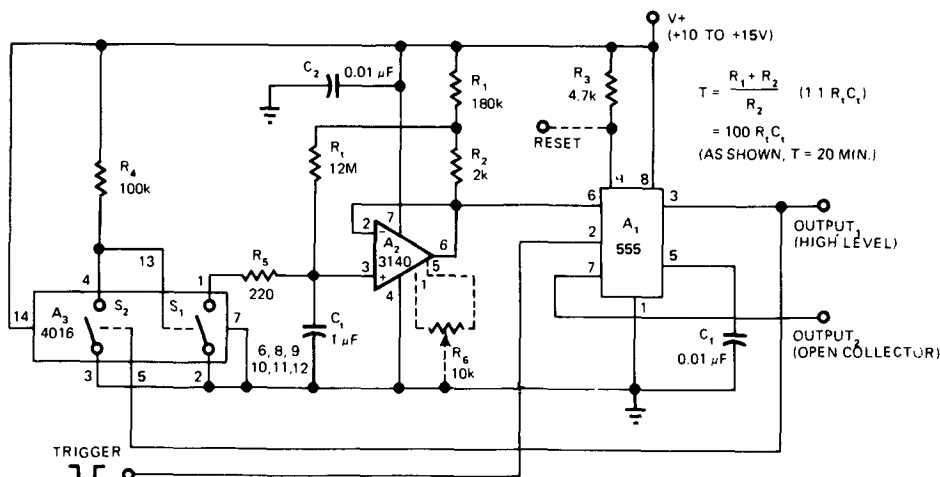 V+
(+10 TO +15V)
C2 0.01 µF
R1
180k
R3
4.7k
T = R1 + R2 / R2 (1 1 RtCt)
= 100 RtCt
(AS SHOWN, T = 20 MIN.)
RESET
Rt
12M
R2
2k
R4
100k
4 8
6 A1 3
555
2
7 5
1
OUTPUT1
(HIGH LEVEL)
OUTPUT2
(OPEN COLLECTOR)
C1
0.01 µF
2 7
A2 6
3140 5
3 1
4
R6
10k
R5
220
Ct
1 µF
13
4 1
14 A3 S2 S1 7
4016
3 5 2
6, 8, 9
10, 11, 12
TRIGGER